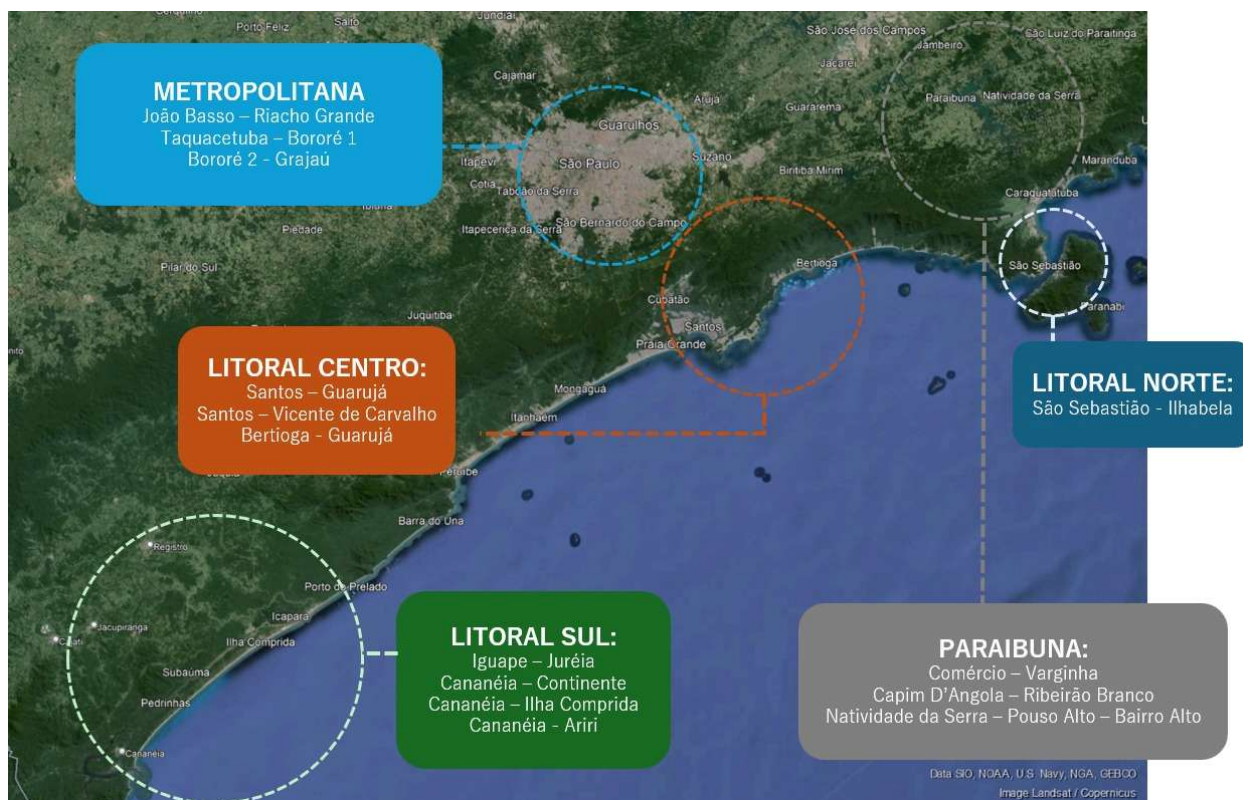 Porto Feliz
Salto
Jundiaí
São José dos Campos
São Luiz do Paraitinga
Jambeiro
Jacareí
Cajamar
Arujá
Guararema
Paraibuna
Natividade da Serra
METROPOLITANA
João Basso – Riacho Grande
Taquacetuba – Bororé 1
Bororé 2 - Grajaú
Guarulhos
Itapevi
São Paulo
Suzano
Maranduba
Cotia
Taboão da Serra
Biritiba Mirim
Caraguatatuba
Ibiúna
Piedade
Itapecerica da Serra
São Bernardo do Campo
Pilar do Sul
Bertioga
São Sebastião
Cubatão
Paranabi
Juquitiba
Santos
Praia Grande
LITORAL CENTRO:
Santos – Guarujá
Santos – Vicente de Carvalho
Bertioga - Guarujá
LITORAL NORTE:
São Sebastião - Ilhabela
Mongaguá
Itanhaém
Peruíbe
Barra do Una
Registro
Porto do Prelado
Icapara
Jacupiranga
Cajati
Ilha Comprida
Subaúma
Pedrinhas
Cananéia
LITORAL SUL:
Iguape – Juréia
Cananéia – Continente
Cananéia – Ilha Comprida
Cananéia - Ariri
PARAIBUNA:
Comércio – Varginha
Capim D’Angola – Ribeirão Branco
Natividade da Serra – Pouso Alto – Bairro Alto
Data SIO, NOAA, U.S. Navy, NGA, GEBCO
Image Landsat / Copernicus